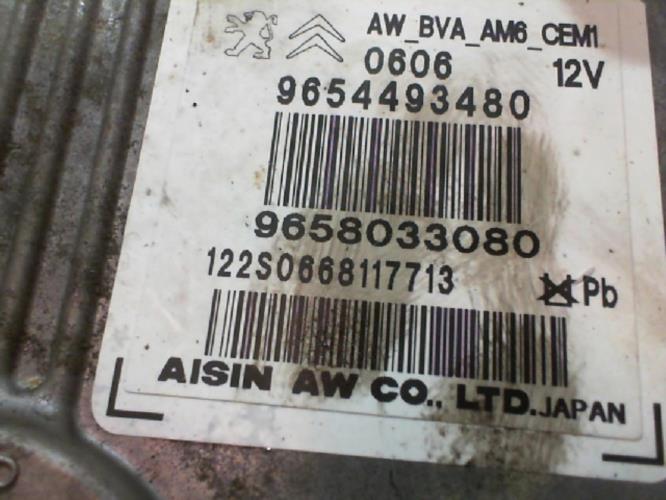 AW_BVA_AM6_CEM1
0606 12V
9654493480
9658033080
122S0668117713 Pb
AISIN AW CO., LTD. JAPAN